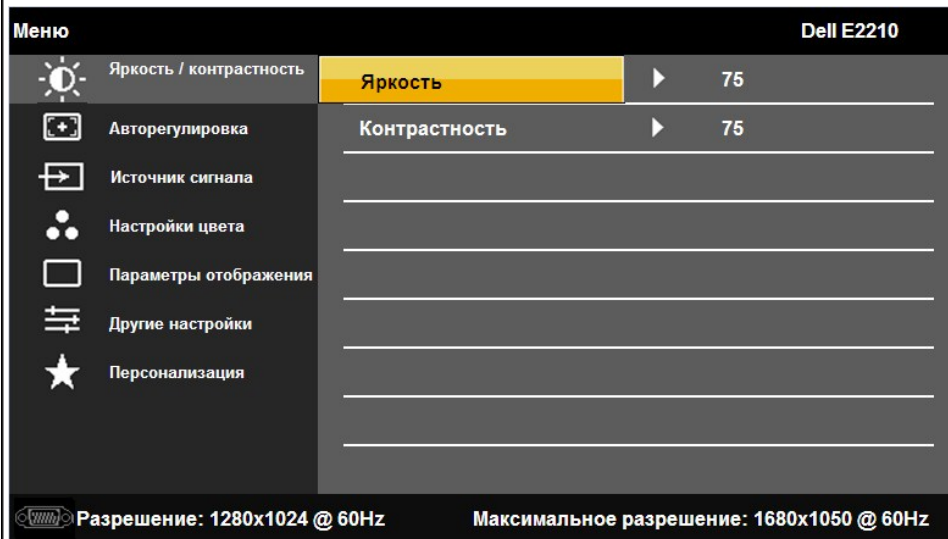 Меню Dell E2210
Яркость / контрастность Яркость 75
Авторегулировка Контрастность 75
Источник сигнала
Настройки цвета
Параметры отображения
Другие настройки
Персонализация
Разрешение: 1280x1024 @ 60Hz Максимальное разрешение: 1680x1050 @ 60Hz